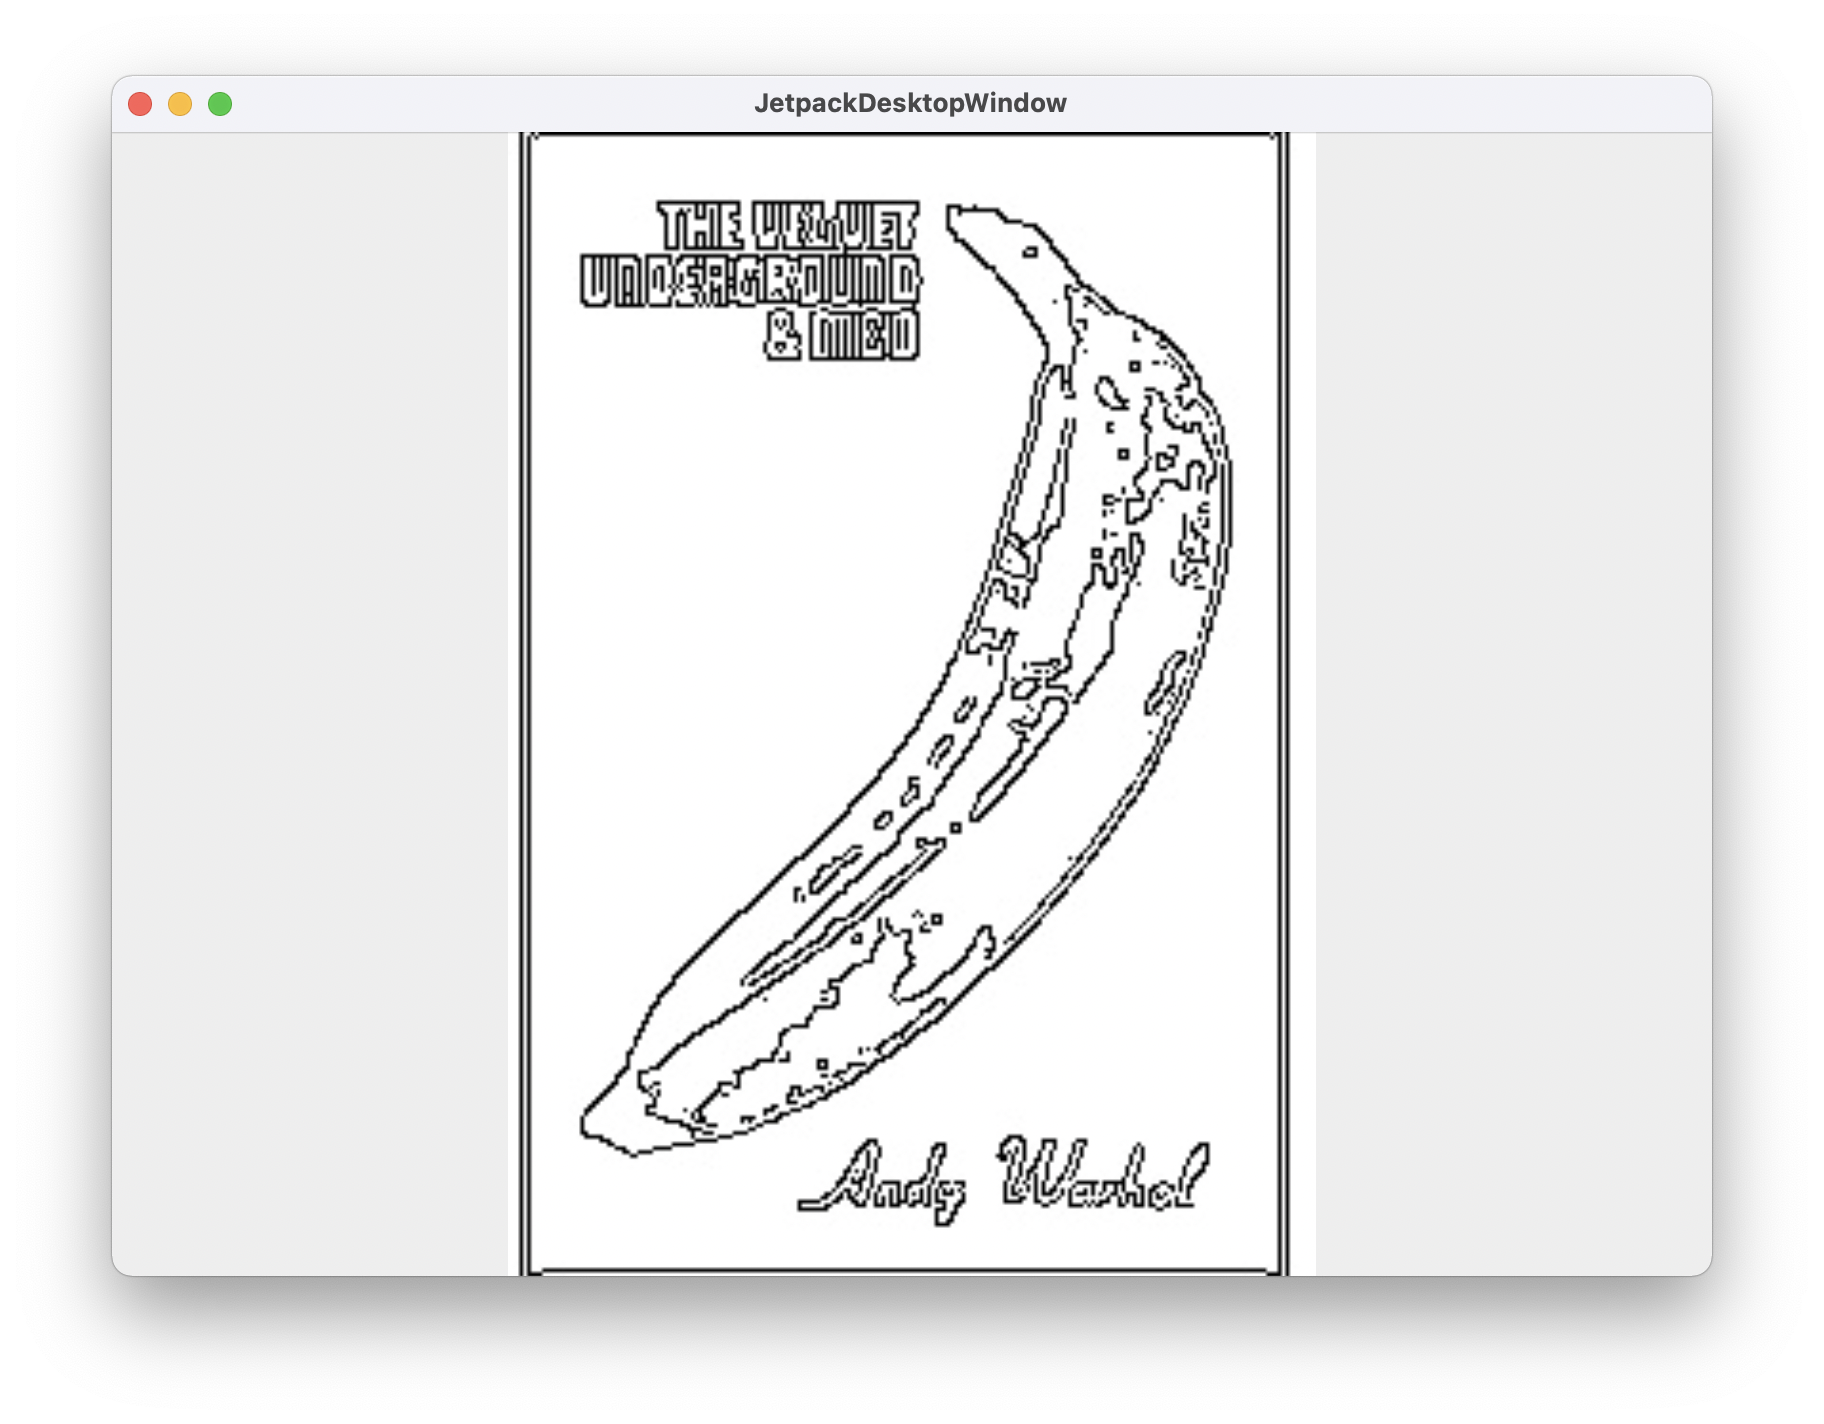 JetpackDesktopWindow
THE VELVET
UNDERGROUND
& NICO
Andy Warhol